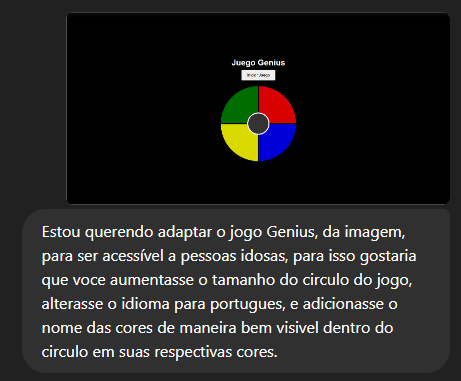 Juego Genius
Iniciar Juego
Estou querendo adaptar o jogo Genius, da imagem,
para ser acessível a pessoas idosas, para isso gostaria
que voce aumentasse o tamanho do circulo do jogo,
alterasse o idioma para portugues, e adicionasse o
nome das cores de maneira bem visivel dentro do
circulo em suas respectivas cores.